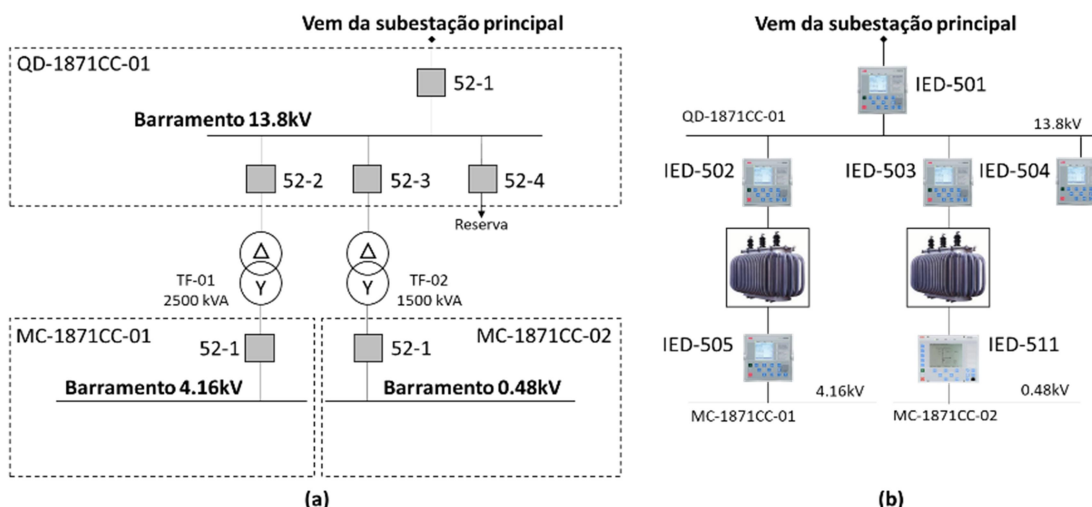 Vem da subestação principal
QD-1871CC-01
52-1
Barramento 13.8kV
52-2
52-3
52-4
Reserva
Δ
Y
TF-01
2500 kVA
Δ
Y
TF-02
1500 kVA
MC-1871CC-01
52-1
Barramento 4.16kV
MC-1871CC-02
52-1
Barramento 0.48kV
(a)
Vem da subestação principal
IED-501
QD-1871CC-01
13.8kV
IED-502
IED-503
IED-504
IED-505
IED-511
4.16kV
0.48kV
MC-1871CC-01
MC-1871CC-02
(b)